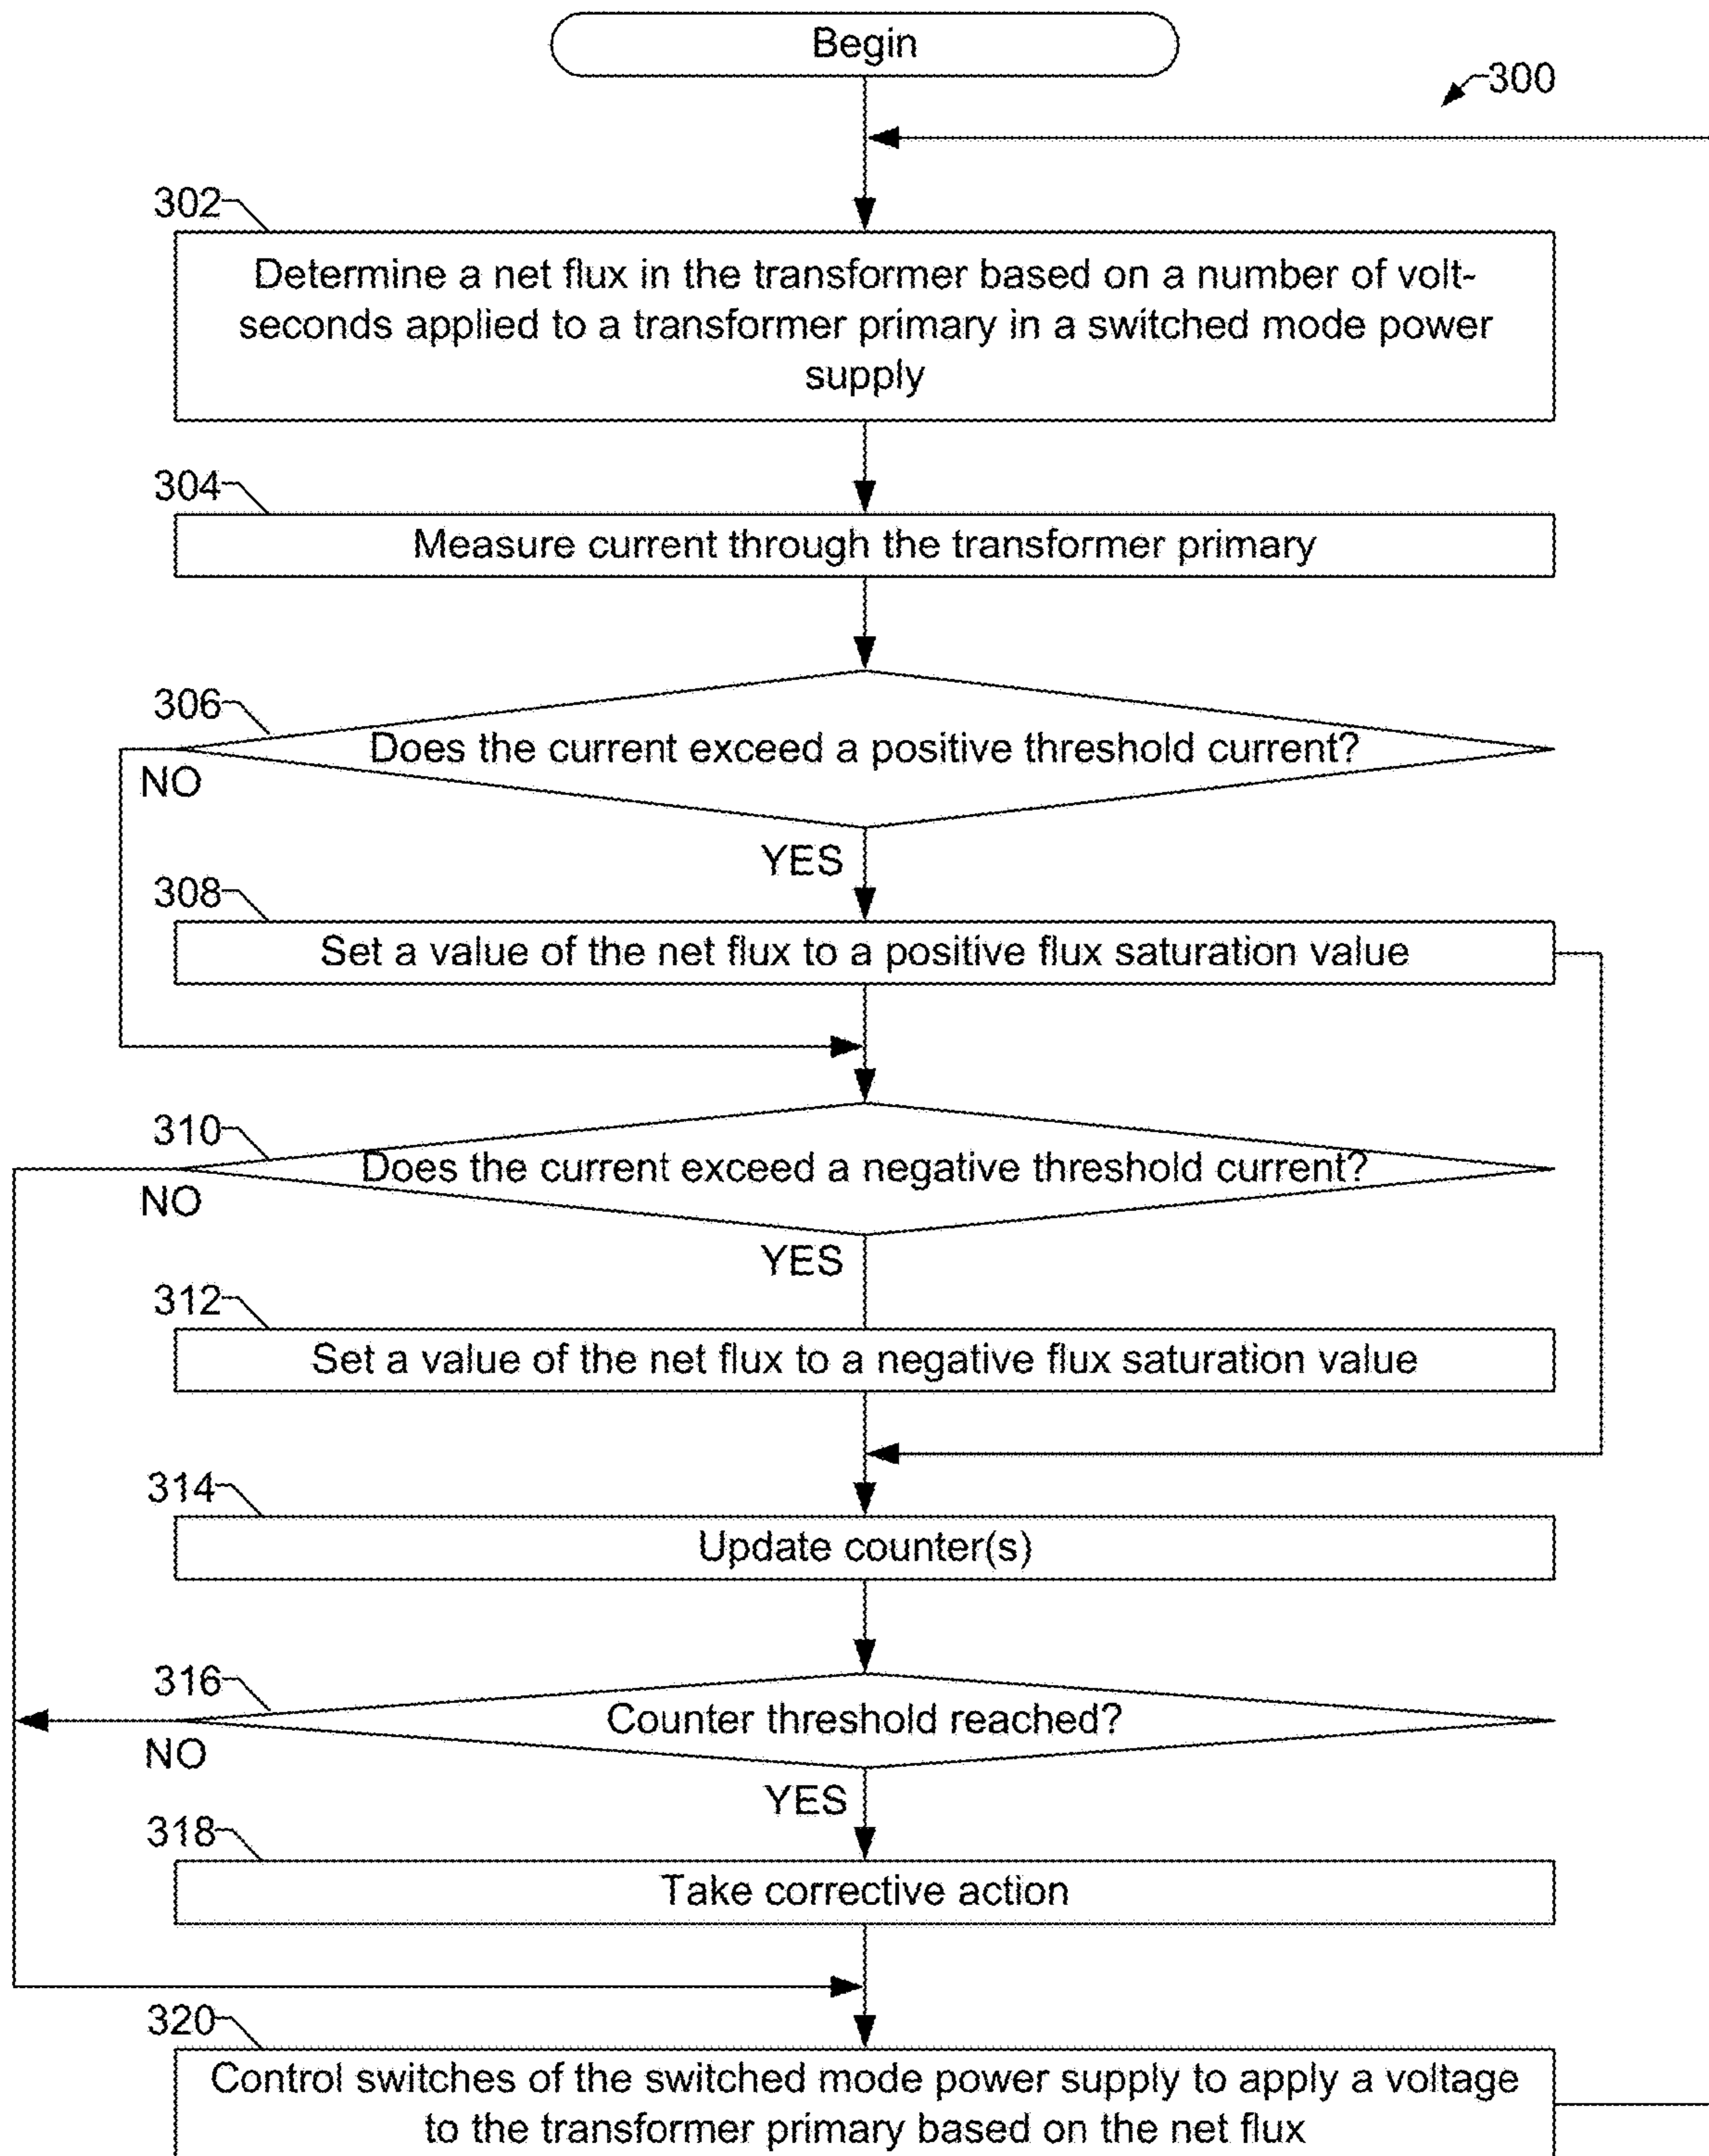 Begin
300
302
Determine a net flux in the transformer based on a number of volt-
seconds applied to a transformer primary in a switched mode power
supply
304
Measure current through the transformer primary
306
Does the current exceed a positive threshold current?
NO
YES
308
Set a value of the net flux to a positive flux saturation value
310
Does the current exceed a negative threshold current?
NO
YES
312
Set a value of the net flux to a negative flux saturation value
314
Update counter(s)
316
Counter threshold reached?
NO
YES
318
Take corrective action
320
Control switches of the switched mode power supply to apply a voltage
to the transformer primary based on the net flux